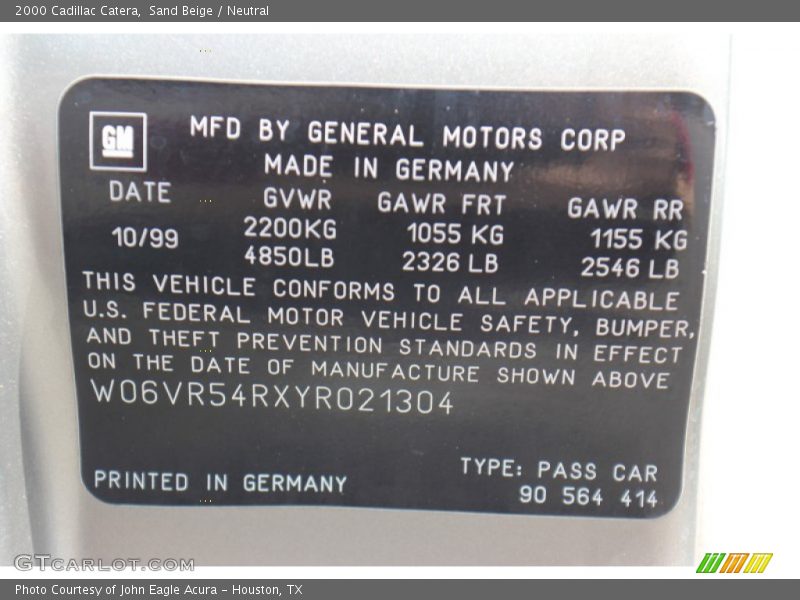 2000 Cadillac Catera, Sand Beige / Neutral
GM
MFD BY GENERAL MOTORS CORP
MADE IN GERMANY
DATE GVWR GAWR FRT GAWR RR
10/99 2200KG 1055 KG 1155 KG
4850LB 2326 LB 2546 LB
THIS VEHICLE CONFORMS TO ALL APPLICABLE
U.S. FEDERAL MOTOR VEHICLE SAFETY, BUMPER,
AND THEFT PREVENTION STANDARDS IN EFFECT
ON THE DATE OF MANUFACTURE SHOWN ABOVE
W06VR54RXYR021304
PRINTED IN GERMANY
TYPE: PASS CAR
90 564 414
GTCARLOT.COM
Photo Courtesy of John Eagle Acura - Houston, TX